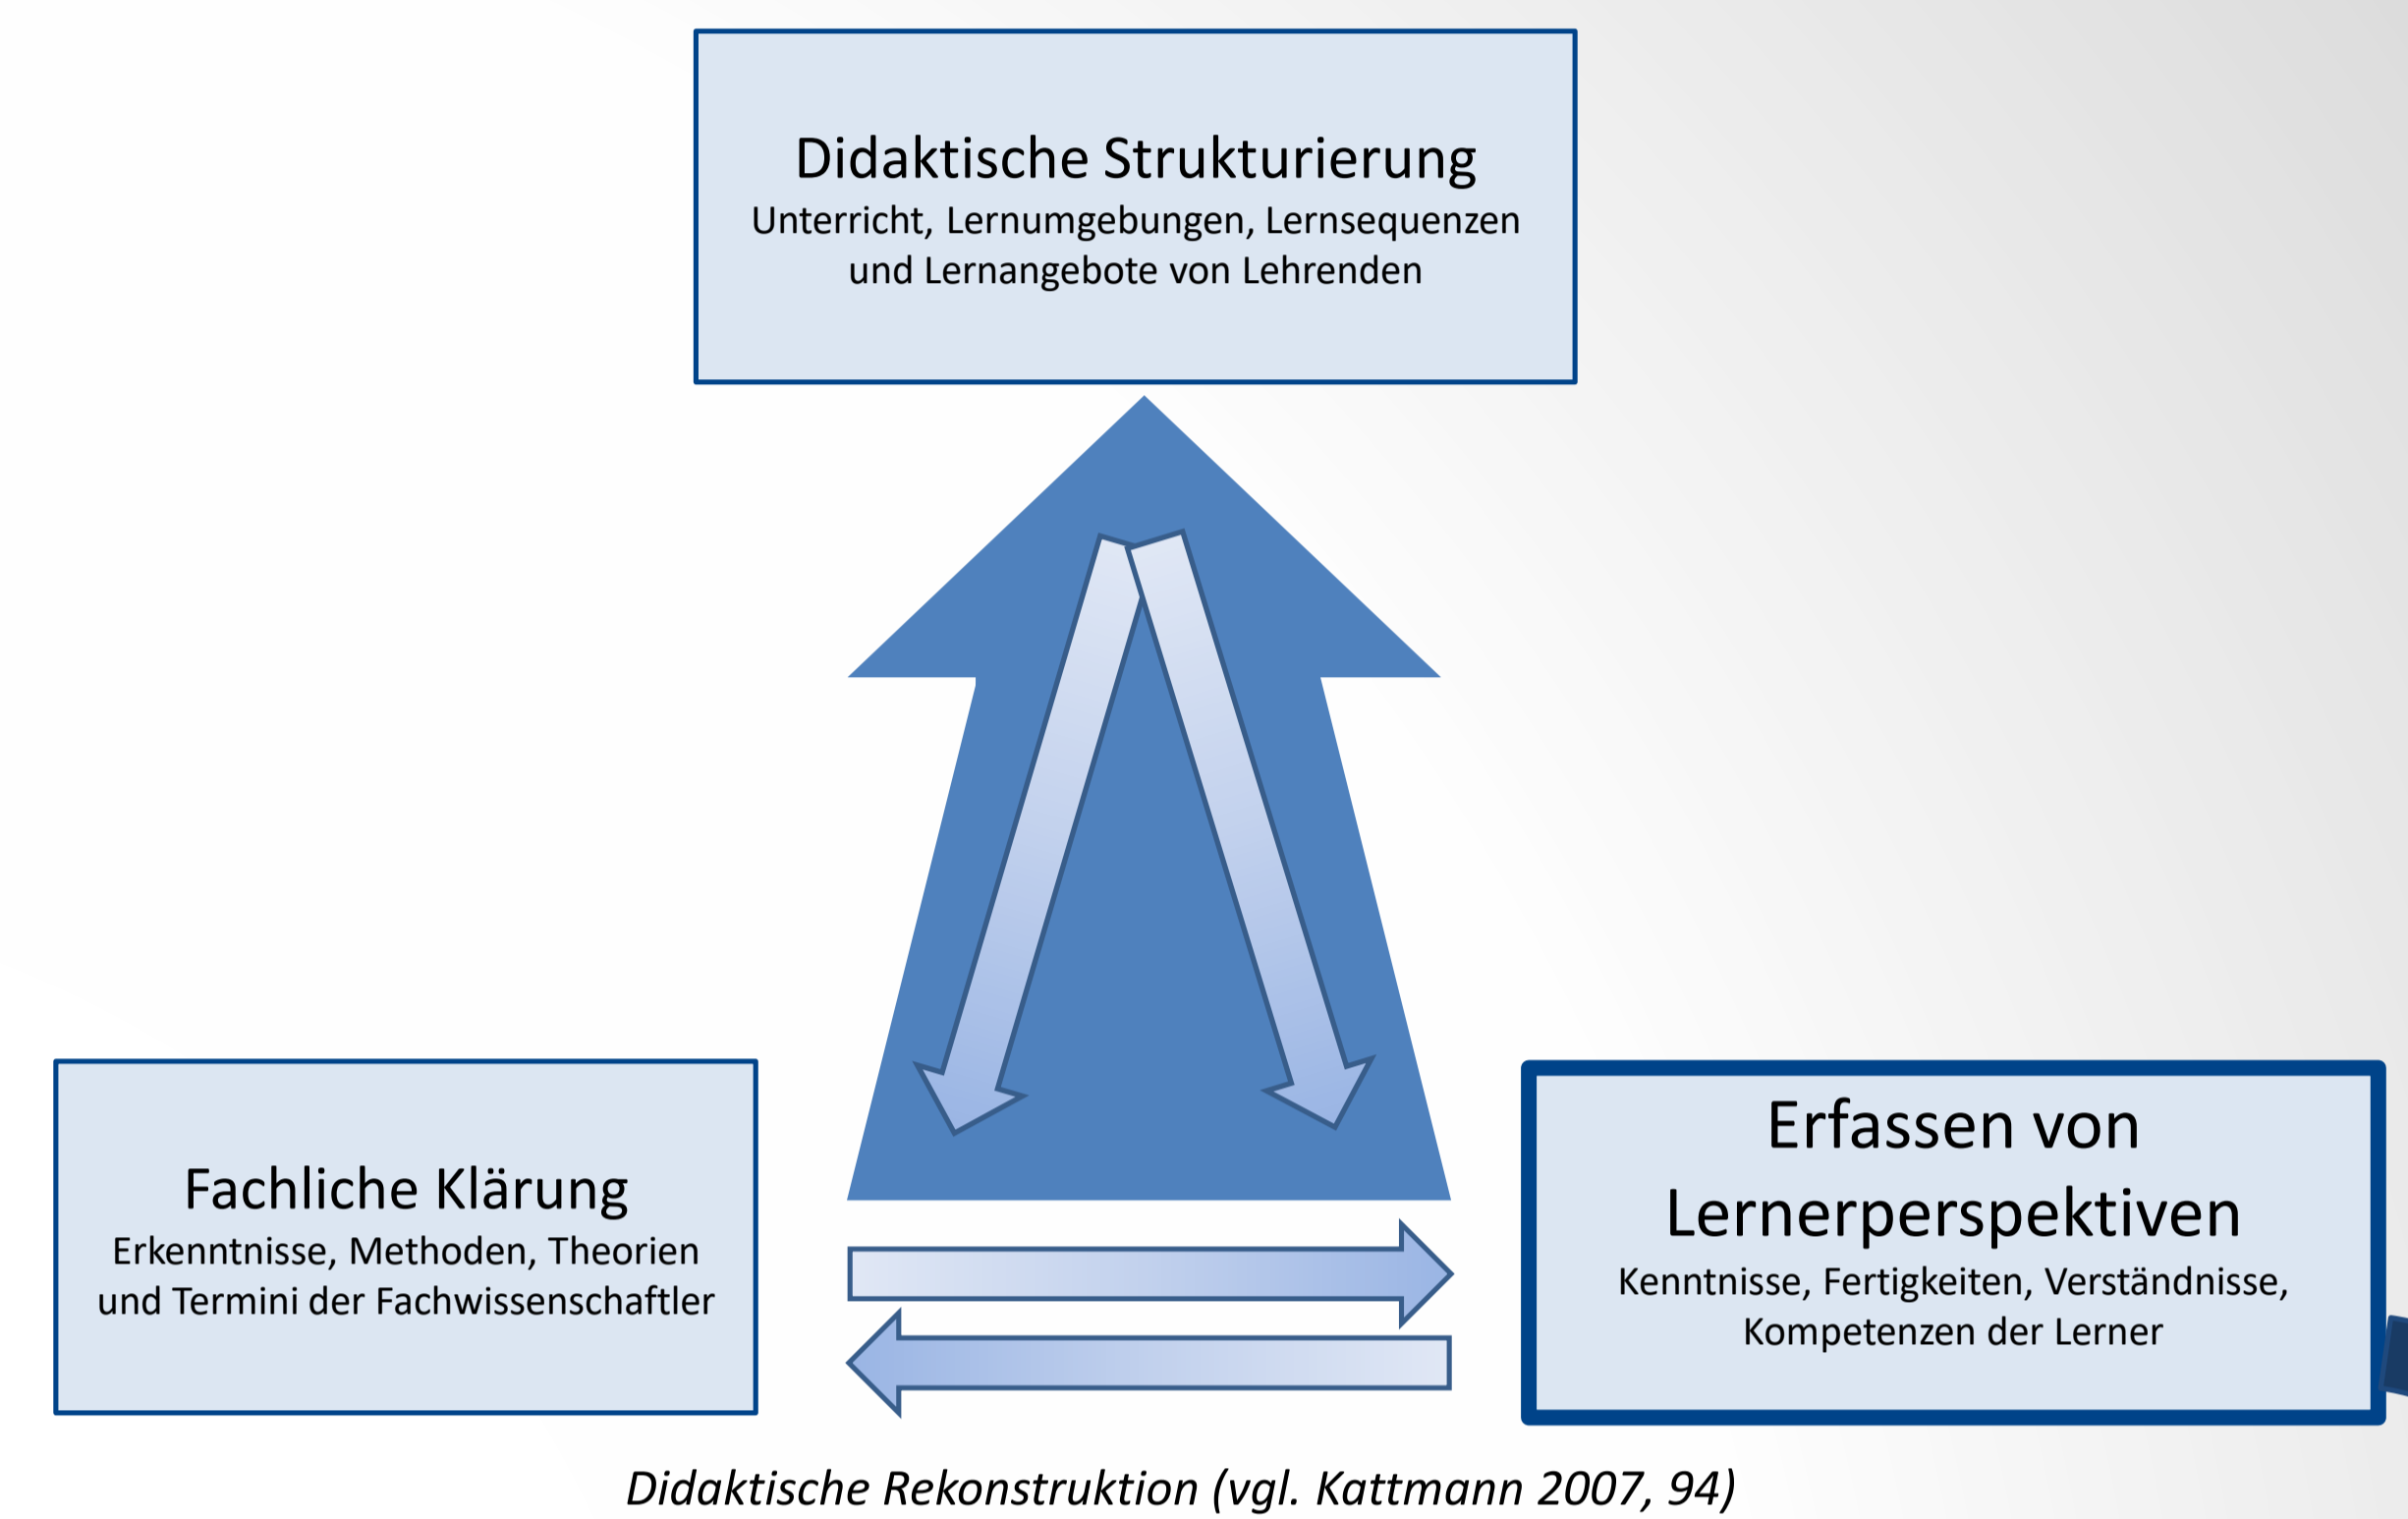 Didaktische Strukturierung
Unterricht, Lernumgebungen, Lernsequenzen
und Lernangebote von Lehrenden
Fachliche Klärung
Erkenntnisse, Methoden, Theorien
und Termini der Fachwissenschaftler
Erfassen von
Lernerperspektiven
Kenntnisse, Fertigkeiten, Verständnisse,
Kompetenzen der Lerner
Didaktische Rekonstruktion (vgl. Kattmann 2007, 94)